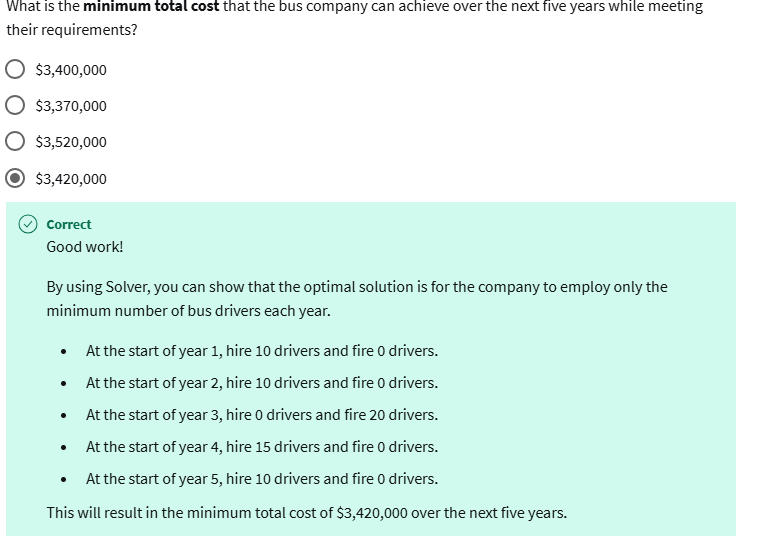 What is the minimum total cost that the bus company can achieve over the next five years while meeting
their requirements?
$3,400,000
$3,370,000
$3,520,000
$3,420,000
Correct
Good work!
By using Solver, you can show that the optimal solution is for the company to employ only the
minimum number of bus drivers each year.
• At the start of year 1, hire 10 drivers and fire 0 drivers.
• At the start of year 2, hire 10 drivers and fire 0 drivers.
• At the start of year 3, hire 0 drivers and fire 20 drivers.
• At the start of year 4, hire 15 drivers and fire 0 drivers.
• At the start of year 5, hire 10 drivers and fire 0 drivers.
This will result in the minimum total cost of $3,420,000 over the next five years.